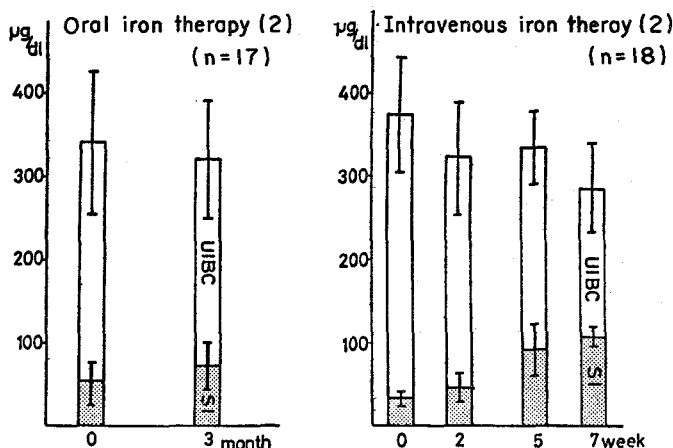 µg/dl Oral iron therapy (2)
(n=17)
400
300
200
100
UIBC
SI
0 3 month
µg/dl Intravenous iron theray (2)
(n=18)
400
300
200
100
UIBC
SI
0 2 5 7 week